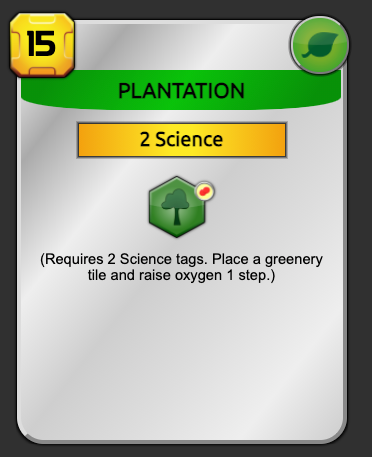 15
PLANTATION
2 Science
(Requires 2 Science tags. Place a greenery
tile and raise oxygen 1 step.)